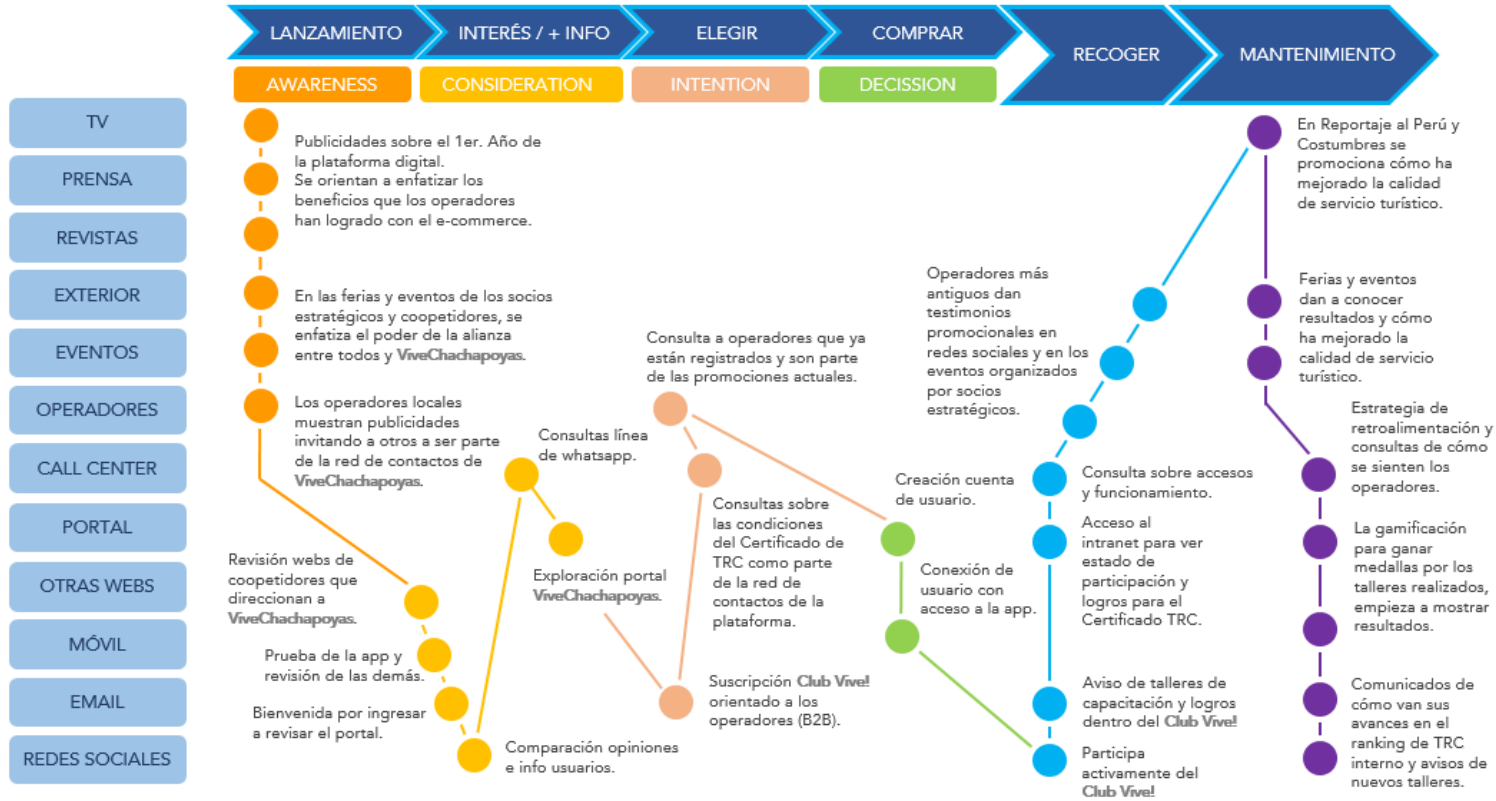 LANZAMIENTO
INTERÉS / + INFO
ELEGIR
COMPRAR
RECOGER
MANTENIMIENTO
AWARENESS
CONSIDERATION
INTENTION
DECISSION
TV
PRENSA
REVISTAS
EXTERIOR
EVENTOS
OPERADORES
CALL CENTER
PORTAL
OTRAS WEBS
MÓVIL
EMAIL
REDES SOCIALES
Publicidades sobre el 1er. Año de
la plataforma digital.
Se orientan a enfatizar los
beneficios que los operadores
han logrado con el e-commerce.
En las ferias y eventos de los socios
estratégicos y coopetidores, se
enfatiza el poder de la alianza
entre todos y ViveChachapoyas.
Los operadores locales
muestran publicidades
invitando a otros a ser parte
de la red de contactos de
ViveChachapoyas.
Revisión webs de
coopetidores que
direccionan a
ViveChachapoyas.
Prueba de la app y
revisión de las demás.
Bienvenida por ingresar
a revisar el portal.
Comparación opiniones
e info usuarios.
Consultas línea
de whatsapp.
Exploración portal
ViveChachapoyas.
Consulta a operadores que ya
están registrados y son parte
de las promociones actuales.
Consultas sobre
las condiciones
del Certificado de
TRC como parte
de la red de
contactos de la
plataforma.
Suscripción Club Vive!
orientado a los
operadores (B2B).
Creación cuenta
de usuario.
Conexión de
usuario con
acceso a la app.
Operadores más
antiguos dan
testimonios
promocionales en
redes sociales y en los
eventos organizados
por socios
estratégicos.
Consulta sobre accesos
y funcionamiento.
Acceso al
intranet para ver
estado de
participación y
logros para el
Certificado TRC.
Aviso de talleres de
capacitación y logros
dentro del Club Vive!
Participa
activamente del
Club Vive!
En Reportaje al Perú y
Costumbres se
promociona cómo ha
mejorado la calidad
de servicio turístico.
Ferias y eventos
dan a conocer
resultados y cómo
ha mejorado la
calidad de servicio
turístico.
Estrategia de
retroalimentación y
consultas de cómo
se sienten los
operadores.
La gamificación
para ganar
medallas por los
talleres realizados,
empieza a mostrar
resultados.
Comunicados de
cómo van sus
avances en el
ranking de TRC
interno y avisos de
nuevos talleres.